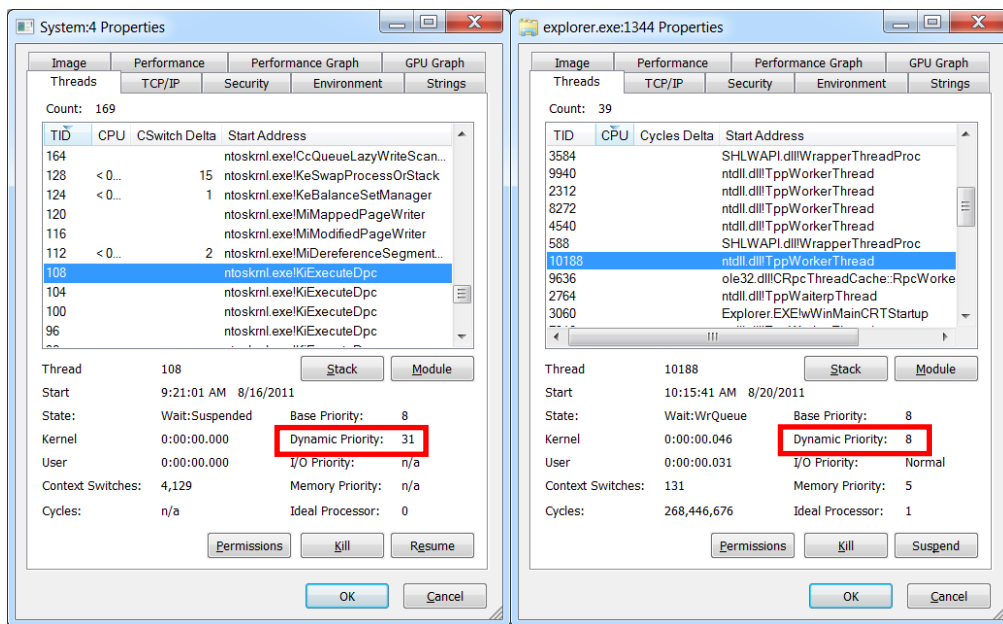 System:4 Properties
Image Performance Performance Graph GPU Graph
Threads TCP/IP Security Environment Strings
Count: 169
TID CPU CSwitch Delta Start Address
164 ntoskrnl.exe!CcQueueLazyWriteScan...
128 < 0... 15 ntoskrnl.exe!KeSwapProcessOrStack
124 < 0... 1 ntoskrnl.exe!KeBalanceSetManager
120 ntoskrnl.exe!MiMappedPageWriter
116 ntoskrnl.exe!MiModifiedPageWriter
112 < 0... 2 ntoskrnl.exe!MiDereferenceSegment...
108 ntoskrnl.exe!KiExecuteDpc
104 ntoskrnl.exe!KiExecuteDpc
100 ntoskrnl.exe!KiExecuteDpc
96 ntoskrnl.exe!KiExecuteDpc
Thread 108 Stack Module
Start 9:21:01 AM 8/16/2011
State: Wait:Suspended Base Priority: 8
Kernel 0:00:00.000 Dynamic Priority: 31
User 0:00:00.000 I/O Priority: n/a
Context Switches: 4,129 Memory Priority: n/a
Cycles: n/a Ideal Processor: 0
Permissions Kill Resume
OK Cancel
explorer.exe:1344 Properties
Image Performance Performance Graph GPU Graph
Threads TCP/IP Security Environment Strings
Count: 39
TID CPU Cycles Delta Start Address
3584 SHLWAPI.dll!WrapperThreadProc
9940 ntdll.dll!TppWorkerThread
2312 ntdll.dll!TppWorkerThread
8272 ntdll.dll!TppWorkerThread
4540 ntdll.dll!TppWorkerThread
588 SHLWAPI.dll!WrapperThreadProc
10188 ntdll.dll!TppWorkerThread
9636 ole32.dll!CRpcThreadCache::RpcWorke
2764 ntdll.dll!TppWaiterpThread
3060 Explorer.EXE!wWinMainCRTStartup
Thread 10188 Stack Module
Start 10:15:41 AM 8/20/2011
State: Wait:WrQueue Base Priority: 8
Kernel 0:00:00.046 Dynamic Priority: 8
User 0:00:00.031 I/O Priority: Normal
Context Switches: 131 Memory Priority: 5
Cycles: 268,446,676 Ideal Processor: 1
Permissions Kill Suspend
OK Cancel